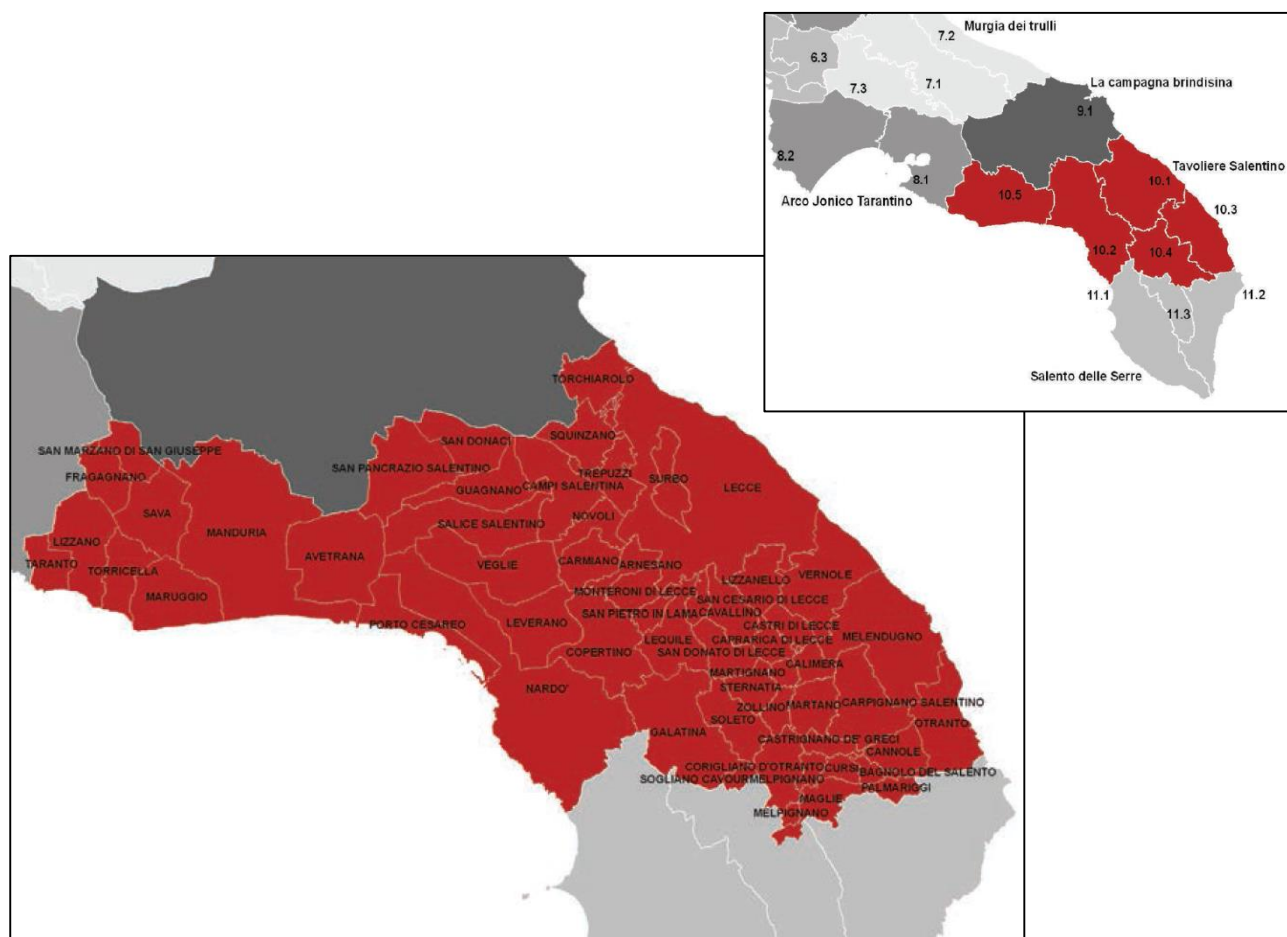 Murgia dei trulli
7.2
6.3
7.1
7.3
La campagna brindisina
9.1
8.2
Tavoliere Salentino
8.1
10.1
10.5
10.3
Arco Jonico Tarantino
10.2
10.4
11.1
11.2
11.3
Salento delle Serre
TORCHIAROLO
SAN DONACI
SQUINZANO
SAN MARZANO DI SAN GIUSEPPE
SAN PANCRAZIO SALENTINO
TREPUZZI
FRAGAGNANO
SURBO
GUAGNANO
CAMPI SALENTINA
LECCE
SAVA
NOVOLI
SALICE SALENTINO
MANDURIA
LIZZANO
AVETRANA
TARANTO
TORRICELLA
VEGLIE
CARMIANO
ARNESANO
LIZZANELLO
VERNOLE
MARUGGIO
MONTERONI DI LECCE
SAN CESARIO DI LECCE
SAN PIETRO IN LAMA
CAVALLINO
PORTO CESAREO
LEVERANO
CASTRI DI LECCE
LEQUILE
CAPRARICA DI LECCE
MELENDUGNO
COPERTINO
SAN DONATO DI LECCE
CALIMERA
MARTIGNANO
NARDO'
STERNATIA
ZOLLINO
MARTANO
CARPIGNANO SALENTINO
SOLETO
OTRANTO
GALATINA
CASTRIGNANO DE' GRECI
CANNOLE
CORIGLIANO D'OTRANTO
CURSI
BAGNOLO DEL SALENTO
SOGLIANO CAVOUR
MELPIGNANO
PALMARIGGI
MAGLIE
MELPIGNANO